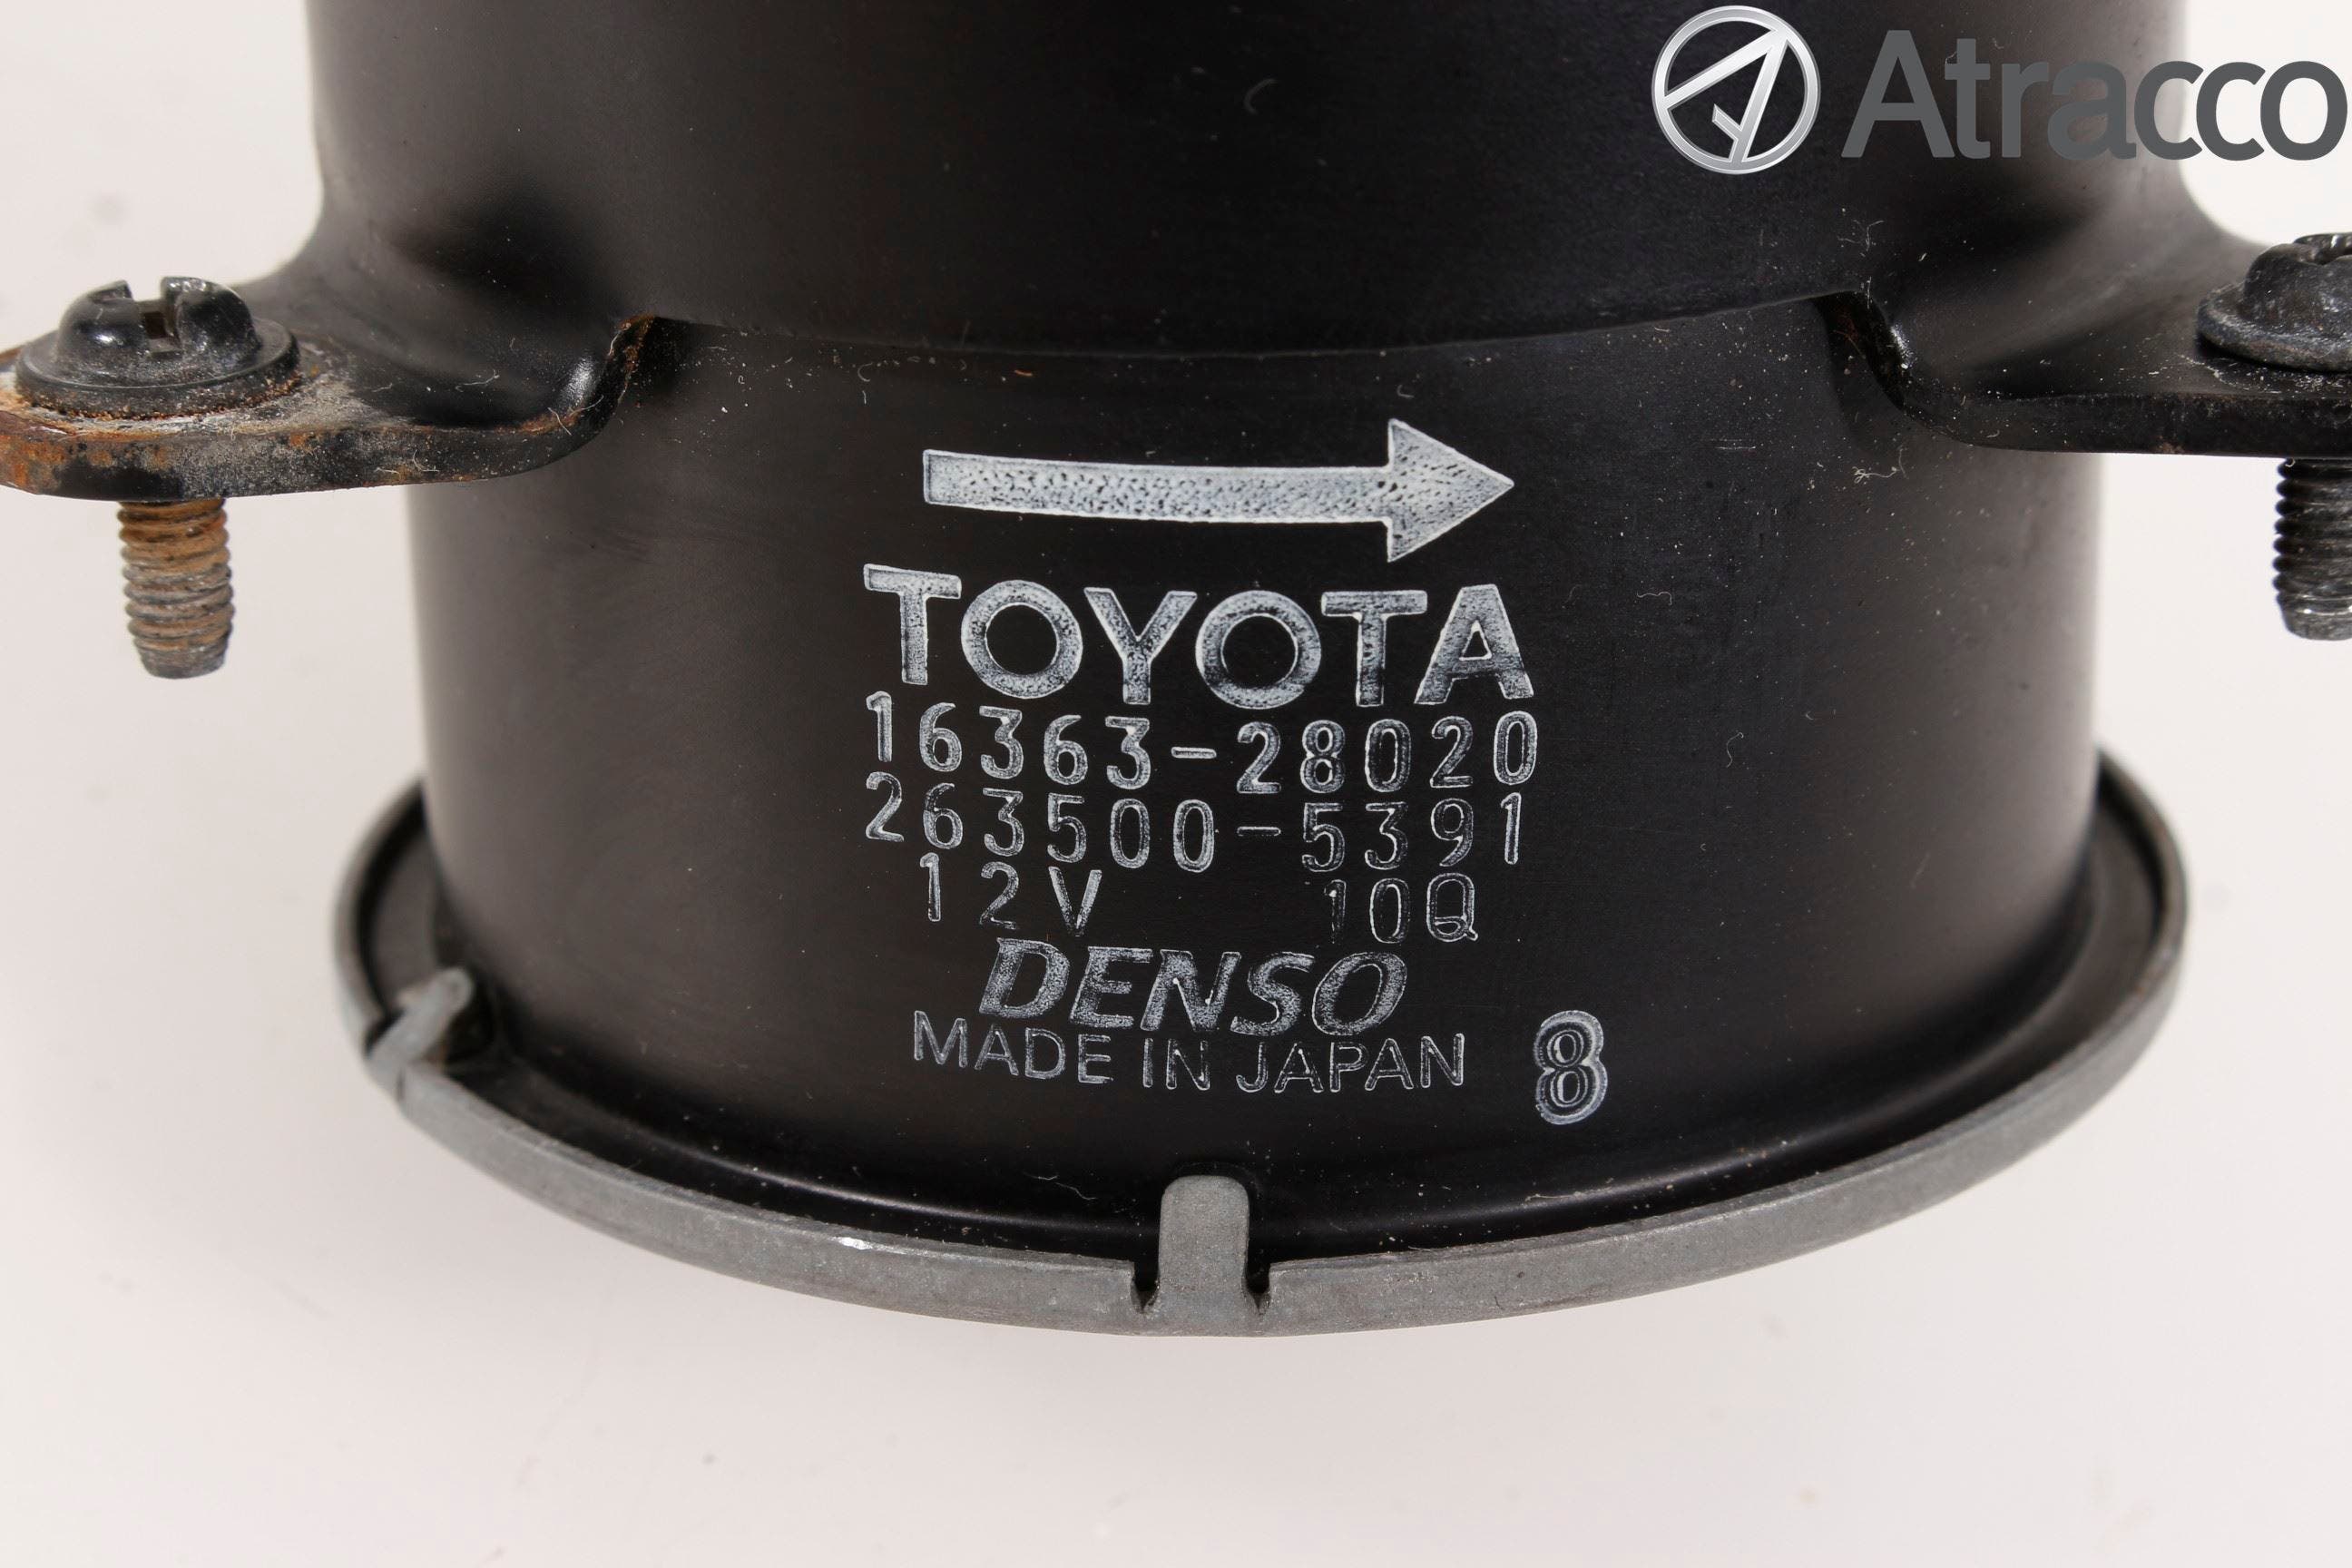 Atracco
TOYOTA
16363-28020
263500-5391
12V 10Q
DENSO
MADE IN JAPAN 8